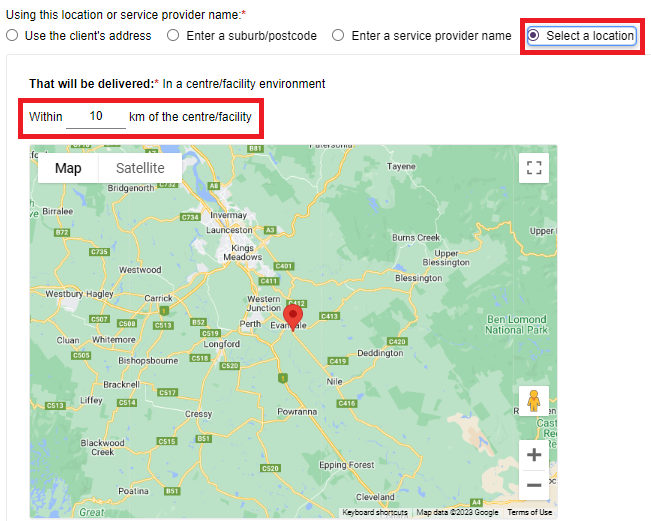 Using this location or service provider name:*
Use the client's address Enter a suburb/postcode Enter a service provider name Select a location
That will be delivered:* In a centre/facility environment
Within 10 km of the centre/facility
B81
Map Satellite
Tayene
Bridgenorth C732 A8
Birralee
C734 Invermay
B72
Launceston A3
Burns Creek
Upper
C735
Kings
Meadows
Upper
Blessington
Westwood
C401
C411
Blessington
Westbury Hagley Carrick
Western
Junction C412
1
C507 C508 C513 B52 C413
Ben Lomond
National Park
Perth Evandale
C519
Cluan Whitemore Longford
C420
C505
Bishopsbourne C518 C520 C419 Deddington
Bracknell
1
Nile
C513 Liffey C514 C517 C416
Cressy Powranna
Blackwood
Creek
C515 B51
C520 Epping Forest
Poatina B51
Cleveland
A4
Great
Keyboard shortcuts Map data ©2023 Google Terms of Use